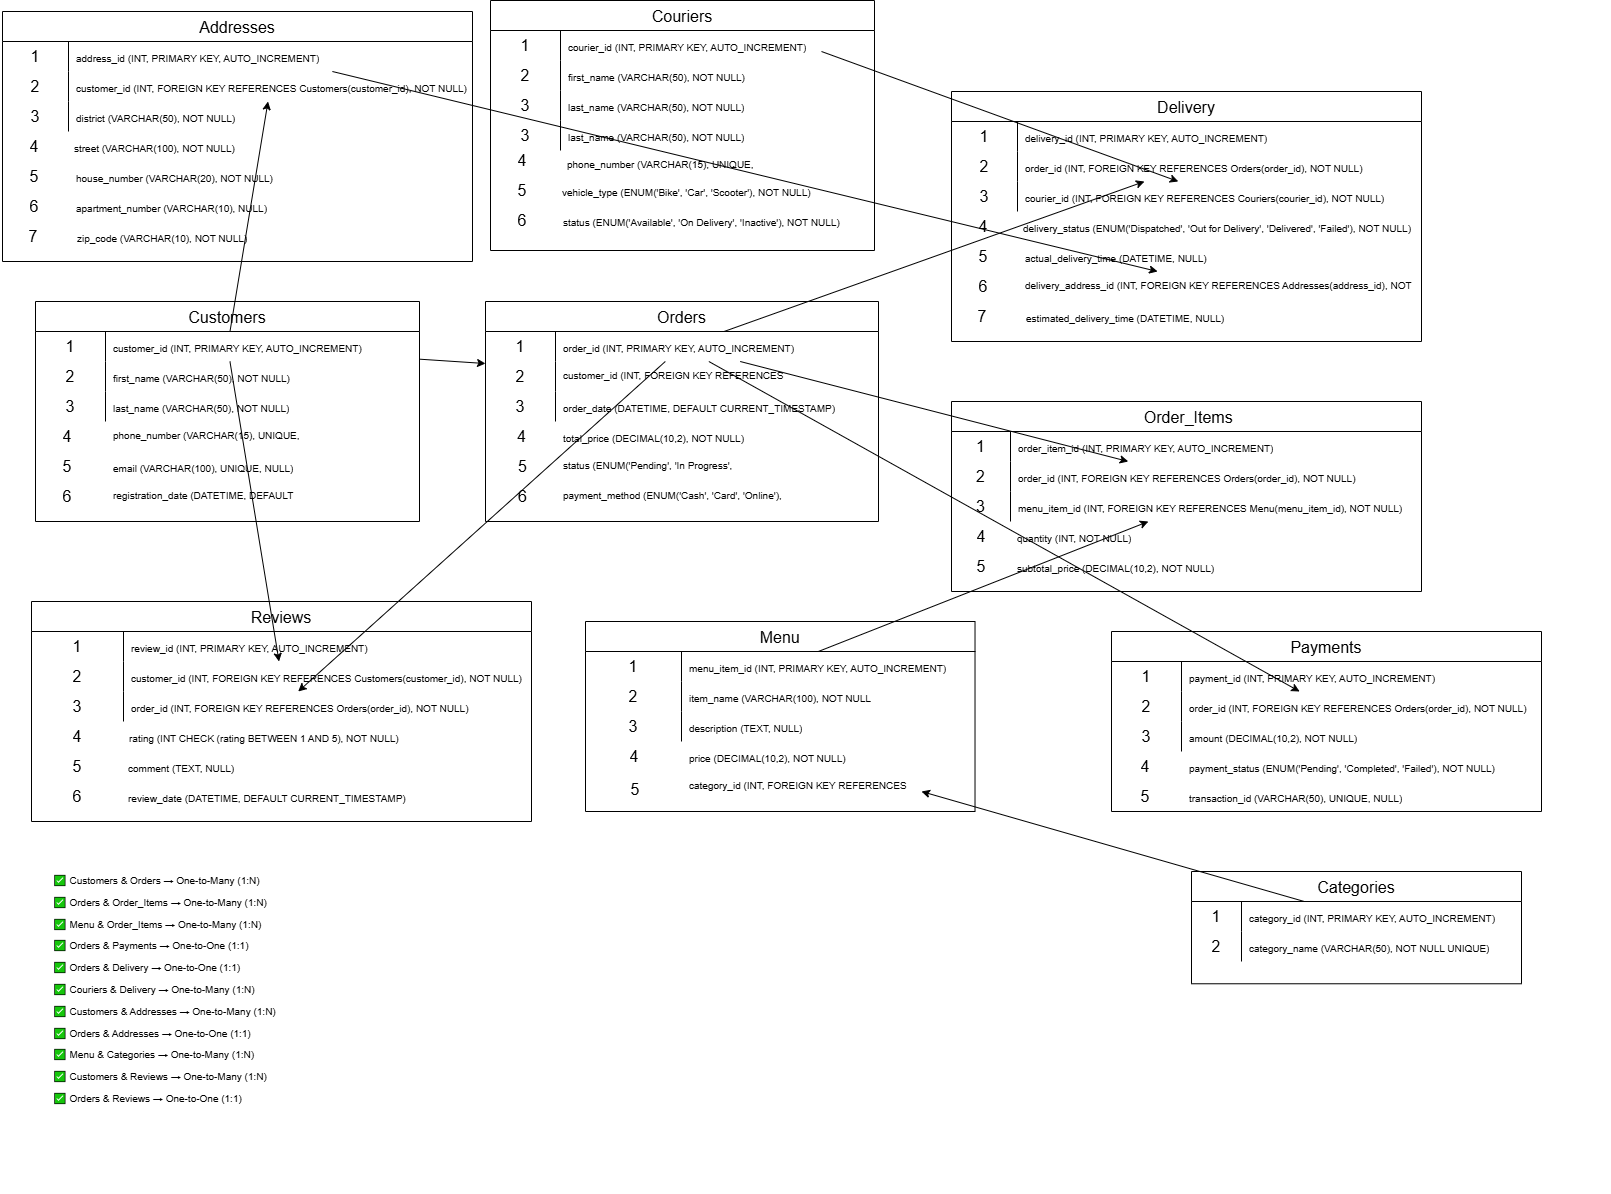 Addresses
1 address_id (INT, PRIMARY KEY, AUTO_INCREMENT)
2 customer_id (INT, FOREIGN KEY REFERENCES Customers(customer_id), NOT NULL)
3 district (VARCHAR(50), NOT NULL)
4 street (VARCHAR(100), NOT NULL)
5 house_number (VARCHAR(20), NOT NULL)
6 apartment_number (VARCHAR(10), NULL)
7 zip_code (VARCHAR(10), NOT NULL)
Couriers
1 courier_id (INT, PRIMARY KEY, AUTO_INCREMENT)
2 first_name (VARCHAR(50), NOT NULL)
3 last_name (VARCHAR(50), NOT NULL)
3 last_name (VARCHAR(50), NOT NULL)
4 phone_number (VARCHAR(15), UNIQUE,
5 vehicle_type (ENUM('Bike', 'Car', 'Scooter'), NOT NULL)
6 status (ENUM('Available', 'On Delivery', 'Inactive'), NOT NULL)
Delivery
1 delivery_id (INT, PRIMARY KEY, AUTO_INCREMENT)
2 order_id (INT, FOREIGN KEY REFERENCES Orders(order_id), NOT NULL)
3 courier_id (INT, FOREIGN KEY REFERENCES Couriers(courier_id), NOT NULL)
4 delivery_status (ENUM('Dispatched', 'Out for Delivery', 'Delivered', 'Failed'), NOT NULL)
5 actual_delivery_time (DATETIME, NULL)
6 delivery_address_id (INT, FOREIGN KEY REFERENCES Addresses(address_id), NOT
7 estimated_delivery_time (DATETIME, NULL)
Customers
1 customer_id (INT, PRIMARY KEY, AUTO_INCREMENT)
2 first_name (VARCHAR(50), NOT NULL)
3 last_name (VARCHAR(50), NOT NULL)
4 phone_number (VARCHAR(15), UNIQUE,
5 email (VARCHAR(100), UNIQUE, NULL)
6 registration_date (DATETIME, DEFAULT
Orders
1 order_id (INT, PRIMARY KEY, AUTO_INCREMENT)
2 customer_id (INT, FOREIGN KEY REFERENCES
3 order_date (DATETIME, DEFAULT CURRENT_TIMESTAMP)
4 total_price (DECIMAL(10,2), NOT NULL)
5 status (ENUM('Pending', 'In Progress',
6 payment_method (ENUM('Cash', 'Card', 'Online'),
Order_Items
1 order_item_id (INT, PRIMARY KEY, AUTO_INCREMENT)
2 order_id (INT, FOREIGN KEY REFERENCES Orders(order_id), NOT NULL)
3 menu_item_id (INT, FOREIGN KEY REFERENCES Menu(menu_item_id), NOT NULL)
4 quantity (INT, NOT NULL)
5 subtotal_price (DECIMAL(10,2), NOT NULL)
Reviews
1 review_id (INT, PRIMARY KEY, AUTO_INCREMENT)
2 customer_id (INT, FOREIGN KEY REFERENCES Customers(customer_id), NOT NULL)
3 order_id (INT, FOREIGN KEY REFERENCES Orders(order_id), NOT NULL)
4 rating (INT CHECK (rating BETWEEN 1 AND 5), NOT NULL)
5 comment (TEXT, NULL)
6 review_date (DATETIME, DEFAULT CURRENT_TIMESTAMP)
Menu
1 menu_item_id (INT, PRIMARY KEY, AUTO_INCREMENT)
2 item_name (VARCHAR(100), NOT NULL
3 description (TEXT, NULL)
4 price (DECIMAL(10,2), NOT NULL)
5 category_id (INT, FOREIGN KEY REFERENCES
Payments
1 payment_id (INT, PRIMARY KEY, AUTO_INCREMENT)
2 order_id (INT, FOREIGN KEY REFERENCES Orders(order_id), NOT NULL)
3 amount (DECIMAL(10,2), NOT NULL)
4 payment_status (ENUM('Pending', 'Completed', 'Failed'), NOT NULL)
5 transaction_id (VARCHAR(50), UNIQUE, NULL)
Categories
1 category_id (INT, PRIMARY KEY, AUTO_INCREMENT)
2 category_name (VARCHAR(50), NOT NULL UNIQUE)
✅ Customers & Orders → One-to-Many (1:N)
✅ Orders & Order_Items → One-to-Many (1:N)
✅ Menu & Order_Items → One-to-Many (1:N)
✅ Orders & Payments → One-to-One (1:1)
✅ Orders & Delivery → One-to-One (1:1)
✅ Couriers & Delivery → One-to-Many (1:N)
✅ Customers & Addresses → One-to-Many (1:N)
✅ Orders & Addresses → One-to-One (1:1)
✅ Menu & Categories → One-to-Many (1:N)
✅ Customers & Reviews → One-to-Many (1:N)
✅ Orders & Reviews → One-to-One (1:1)